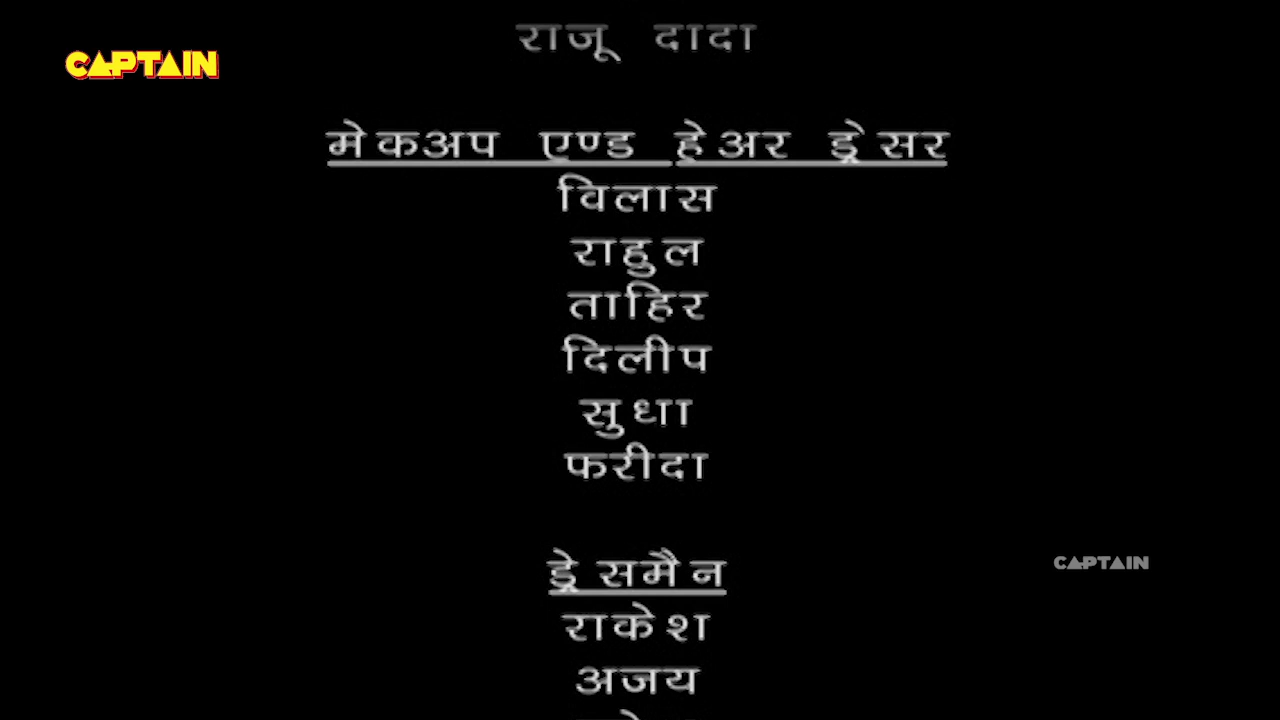 राजू दादा
CAPTAIN
मेकअप एण्ड हेअर ड्रेसर
विलास
राहुल
ताहिर
दिलीप
सुधा
फरीदा
ड्रेसमैन
CAPTAIN
राकेश
अजय